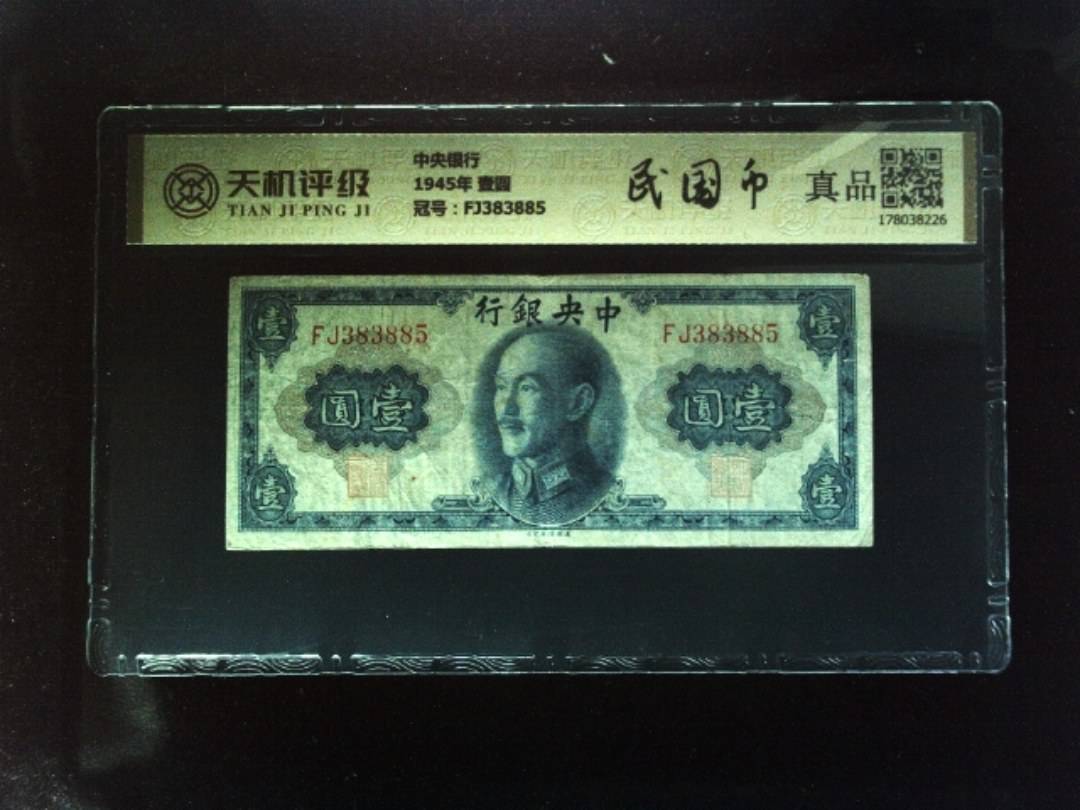 天机评级
TIAN JI PING JI
中央银行
1945年 壹圆
冠号：FJ383885
民国币
真品
178038226
行銀央中
FJ383885 FJ383885
壹 壹
圓壹 圓壹
壹 壹